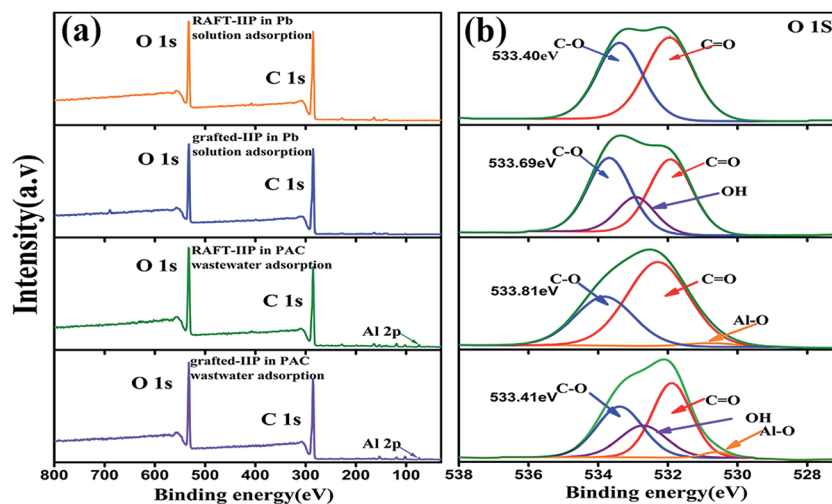 (a)
RAFT-IIP in Pb
solution adsorption
O 1s
C 1s
grafted-IIP in Pb
solution adsorption
O 1s
C 1s
RAFT-IIP in PAC
wastewater adsorption
O 1s
C 1s
Al 2p
grafted-IIP in PAC
wastwater adsorption
O 1s
C 1s
Al 2p
Intensity(a.v)
800 700 600 500 400 300 200 100
Binding energy(eV)
(b)
O 1S
C-O
C=O
533.40eV
C-O
533.69eV
C=O
OH
C-O
533.81eV
C=O
Al-O
C-O
533.41eV
C=O
OH
Al-O
538 536 534 532 530 528
Binding energy(eV)